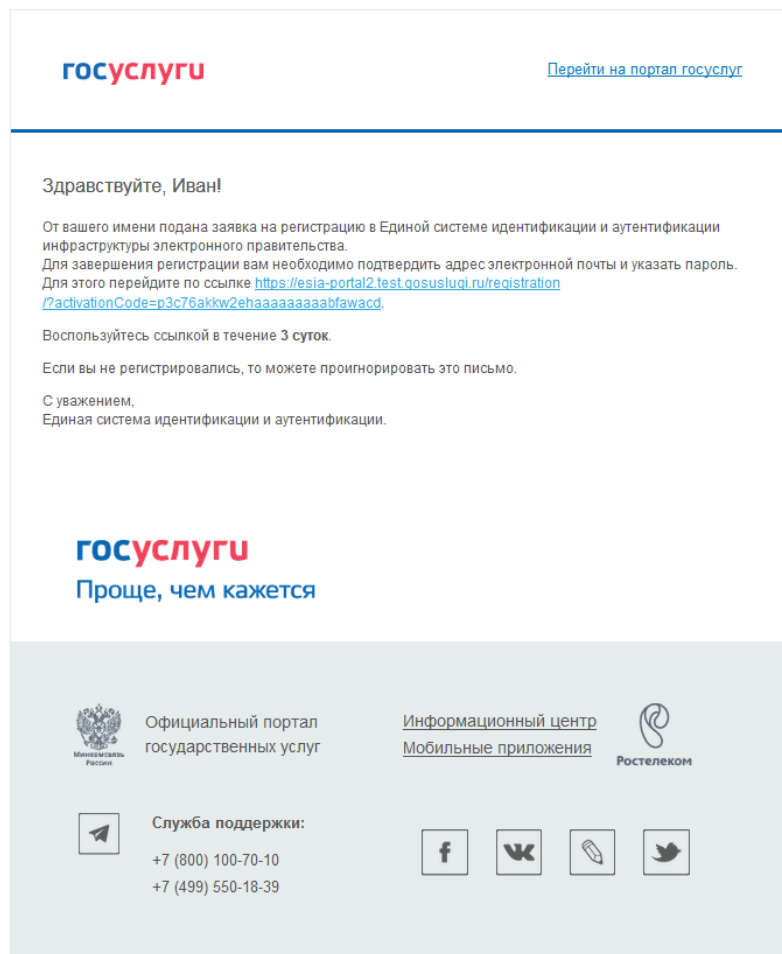 госуслуги
Перейти на портал госуслуг
Здравствуйте, Иван!
От вашего имени подана заявка на регистрацию в Единой системе идентификации и аутентификации
инфраструктуры электронного правительства.
Для завершения регистрации вам необходимо подтвердить адрес электронной почты и указать пароль.
Для этого перейдите по ссылке https://esia-portal2.test.gosuslugi.ru/registration
/?activationCode=p3c76akkw2ehaaaaaaaaabfawacd.
Воспользуйтесь ссылкой в течение 3 суток.
Если вы не регистрировались, то можете проигнорировать это письмо.
С уважением,
Единая система идентификации и аутентификации.
госуслуги
Проще, чем кажется
Минкомсвязь
России
Официальный портал
государственных услуг
Информационный центр
Мобильные приложения
Ростелеком
Служба поддержки:
+7 (800) 100-70-10
+7 (499) 550-18-39